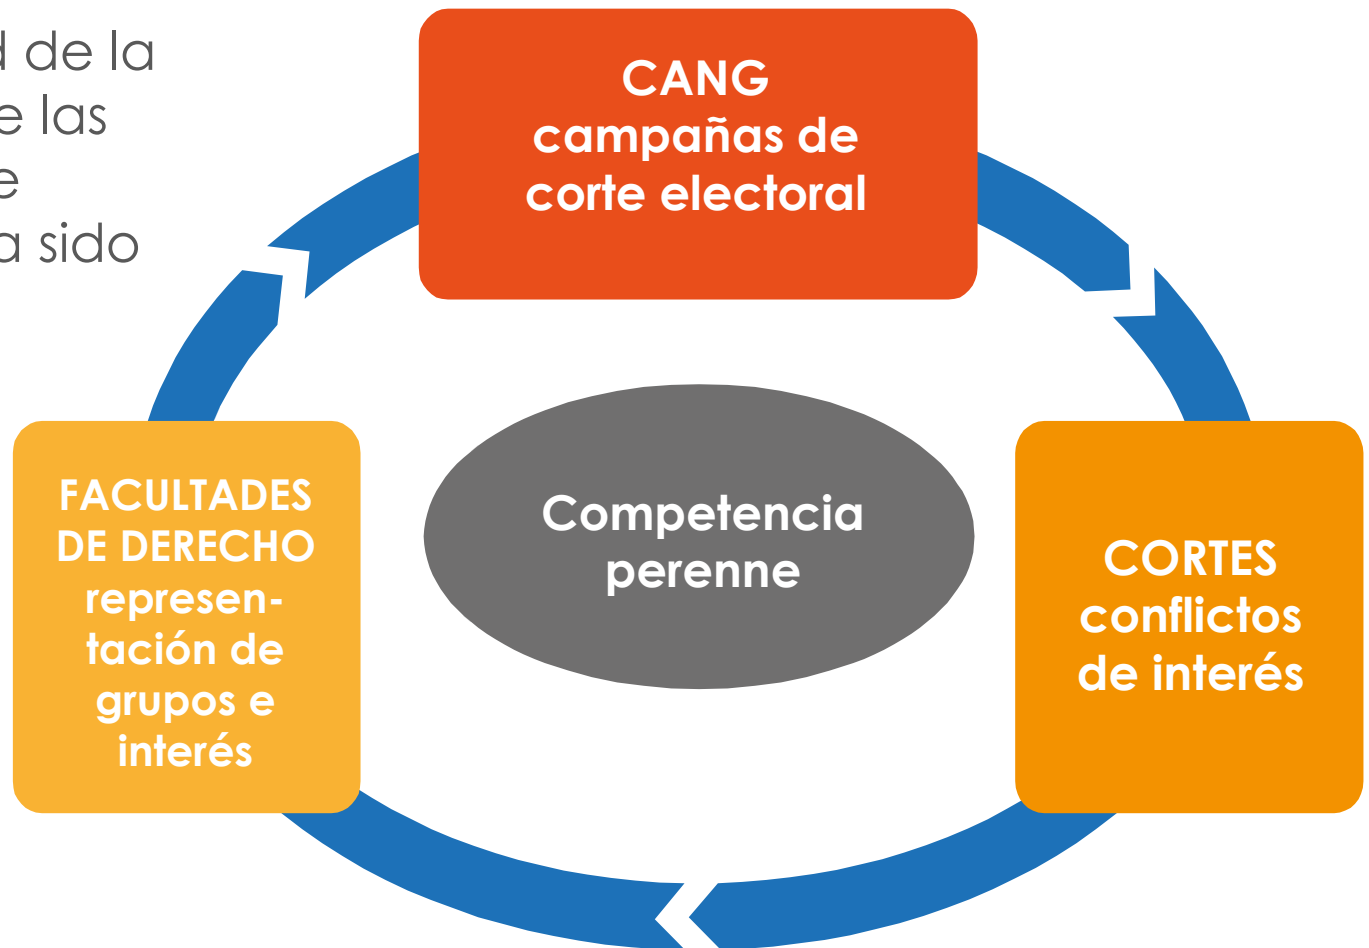 d de la
e las
e
a sido
CANG
campañas de
corte electoral
FACULTADES
DE DERECHO
represen-
tación de
grupos e
interés
Competencia
perenne
CORTES
conflictos
de interés